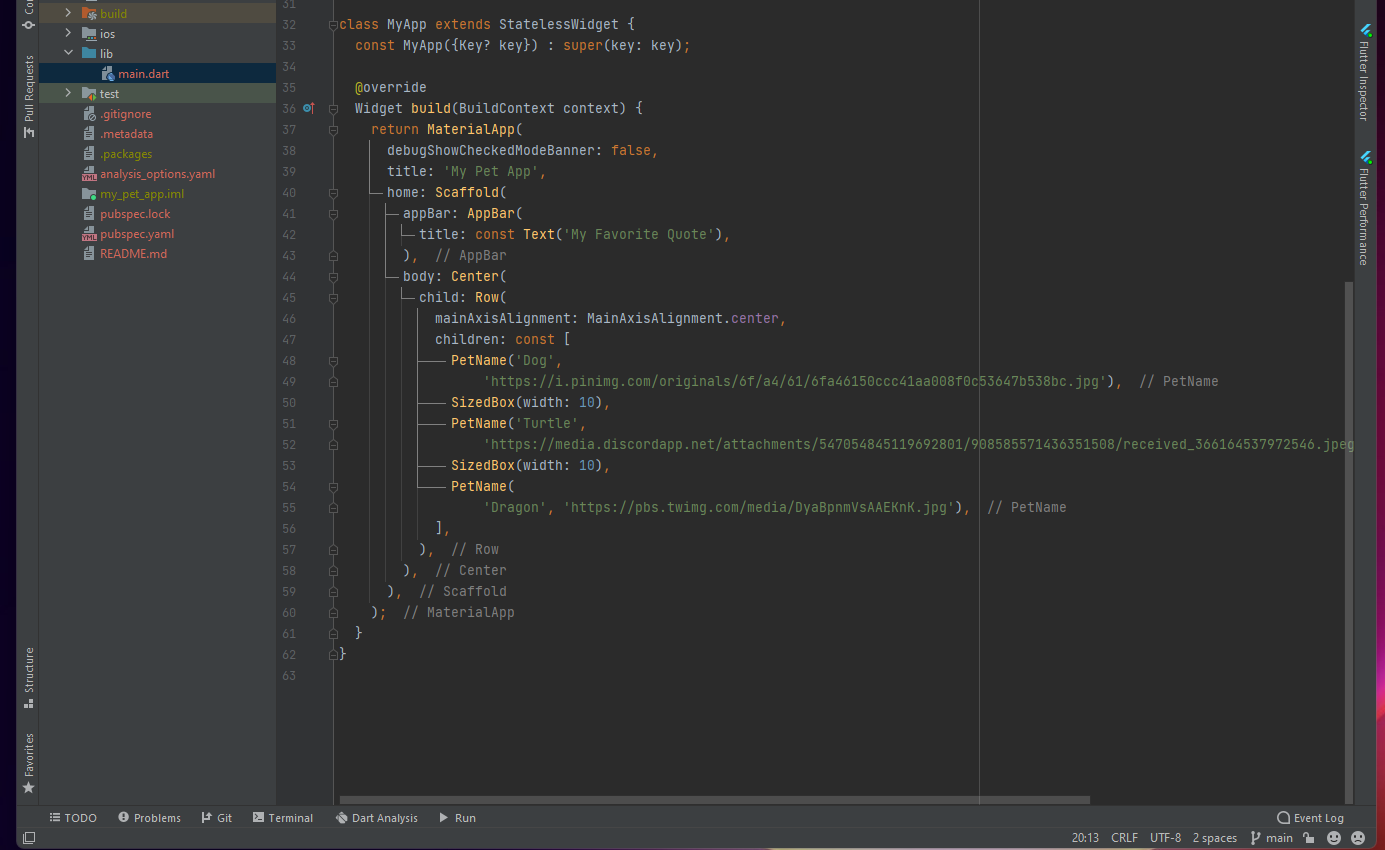 Co
build
ios
lib
main.dart
test
.gitignore
.metadata
.packages
analysis_options.yaml
my_pet_app.iml
pubspec.lock
pubspec.yaml
README.md
Pull Requests
Structure
Favorites
31
32 class MyApp extends StatelessWidget {
33 const MyApp({Key? key}) : super(key: key);
34
35 @override
36 Widget build(BuildContext context) {
37 return MaterialApp(
38 debugShowCheckedModeBanner: false,
39 title: 'My Pet App',
40 home: Scaffold(
41 appBar: AppBar(
42 title: const Text('My Favorite Quote'),
43 ), // AppBar
44 body: Center(
45 child: Row(
46 mainAxisAlignment: MainAxisAlignment.center,
47 children: const [
48 PetName('Dog',
49 'https://i.pinimg.com/originals/6f/a4/61/6fa46150ccc41aa008f0c53647b538bc.jpg'), // PetName
50 SizedBox(width: 10),
51 PetName('Turtle',
52 'https://media.discordapp.net/attachments/547054845119692801/908585571436351508/received_366164537972546.jpeg
53 SizedBox(width: 10),
54 PetName(
55 'Dragon', 'https://pbs.twimg.com/media/DyaBpnmVsAAEKnK.jpg'), // PetName
56 ],
57 ), // Row
58 ), // Center
59 ), // Scaffold
60 ); // MaterialApp
61 }
62 }
63
Flutter Inspector
Flutter Performance
TODO Problems Git Terminal Dart Analysis Run Event Log
20:13 CRLF UTF-8 2 spaces main